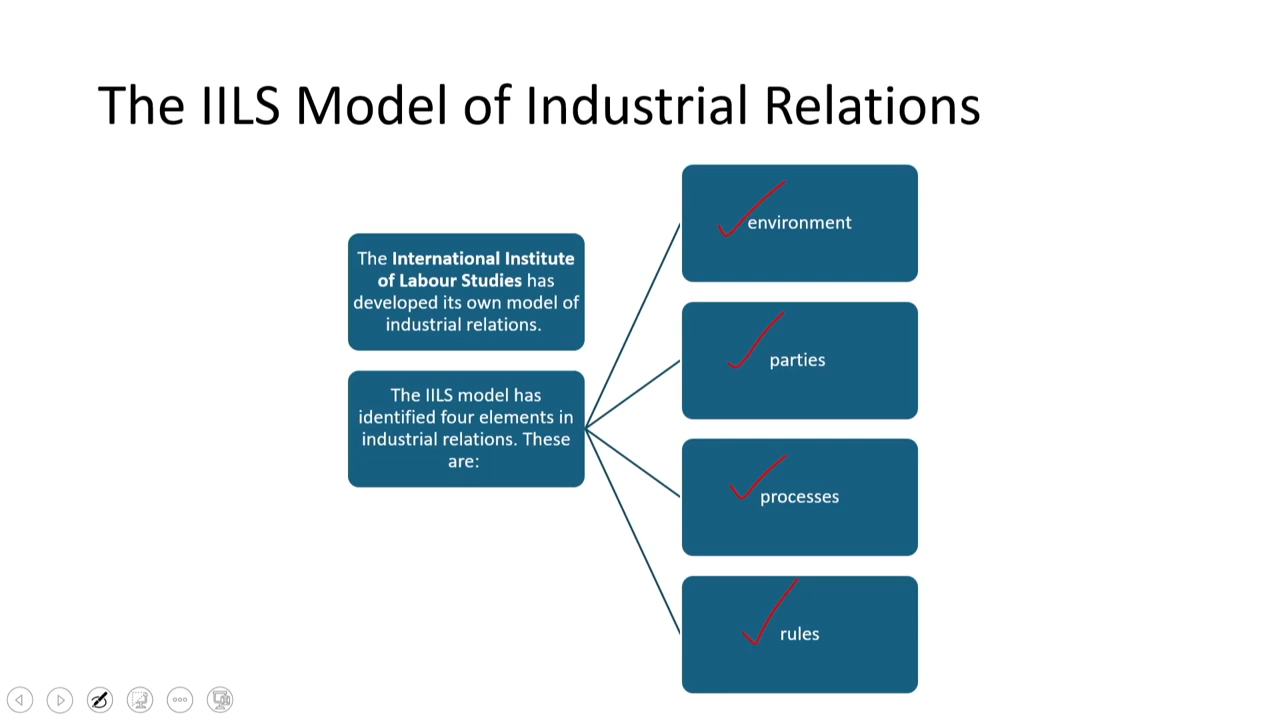 The IILS Model of Industrial Relations
The International Institute
of Labour Studies has
developed its own model of
industrial relations.
The IILS model has
identified four elements in
industrial relations. These
are:
environment
parties
processes
rules